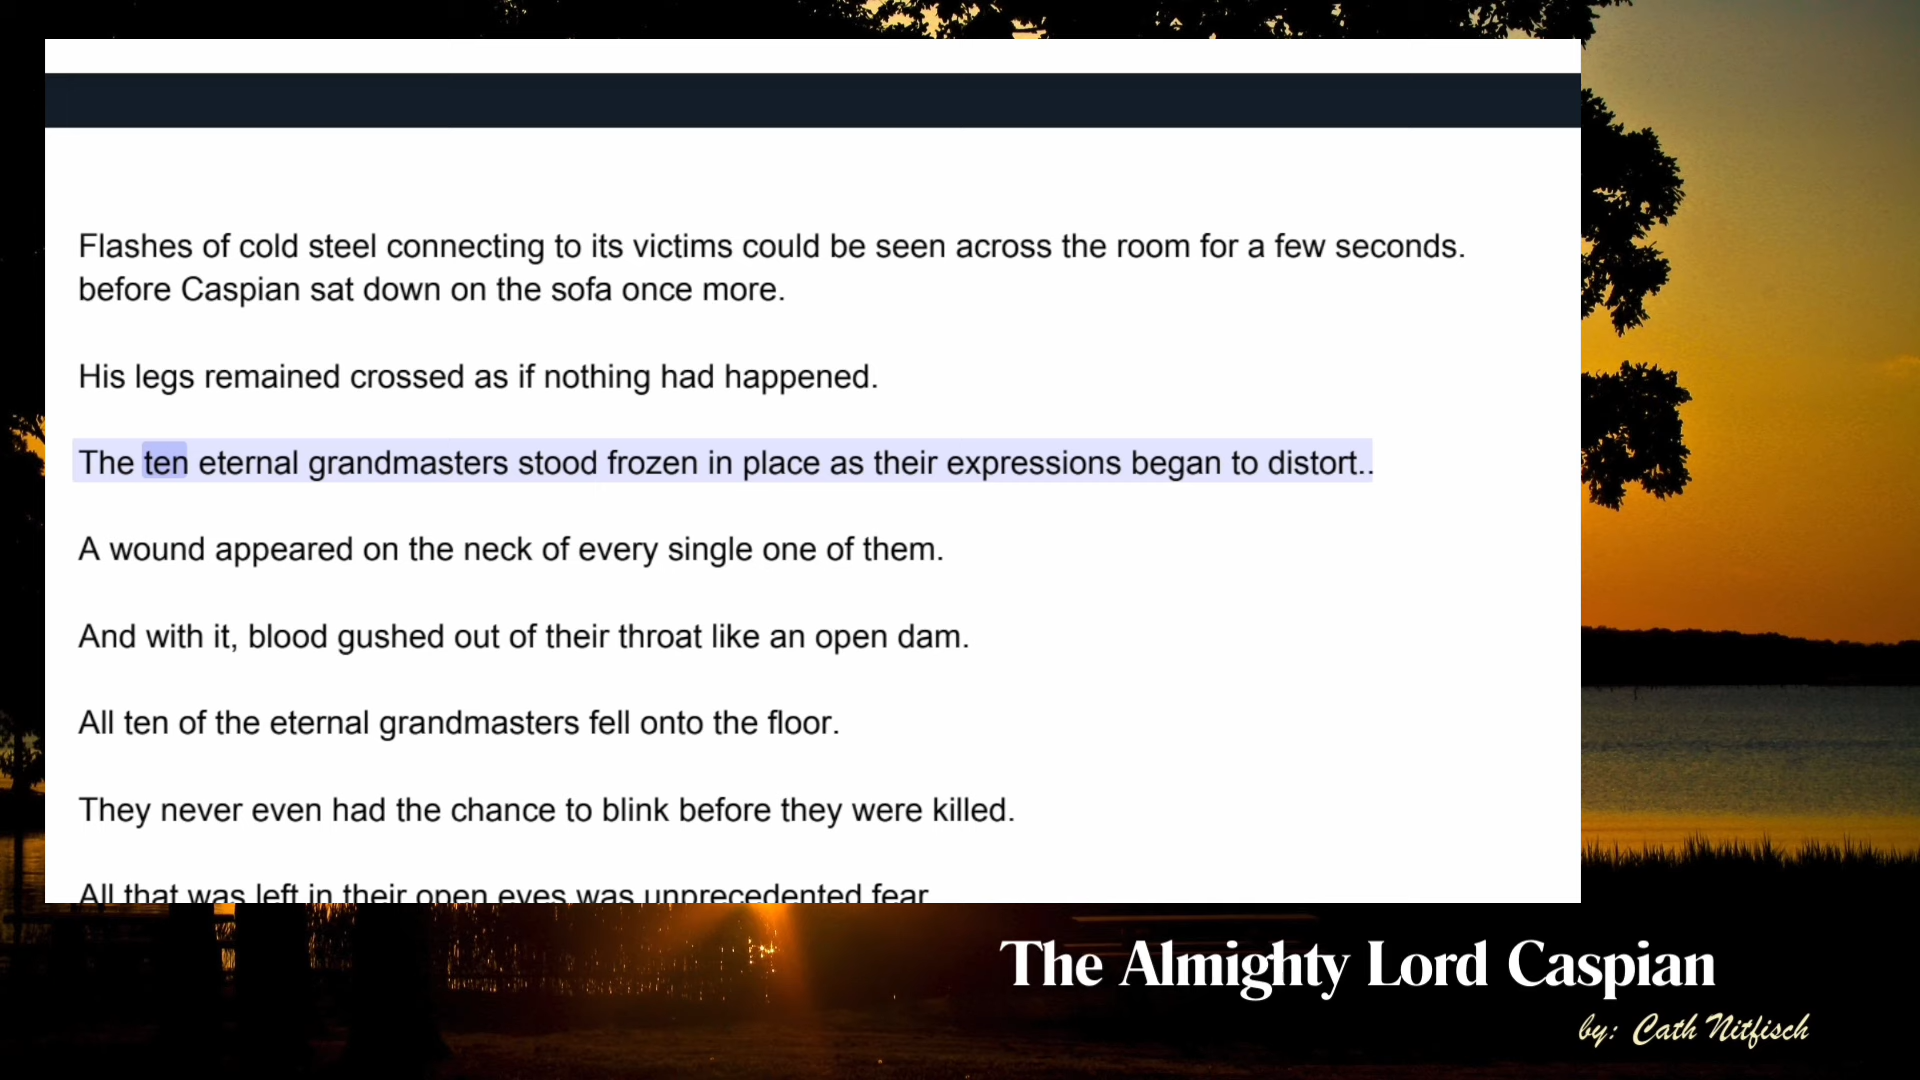 Flashes of cold steel connecting to its victims could be seen across the room for a few seconds.
before Caspian sat down on the sofa once more.
His legs remained crossed as if nothing had happened.
The ten eternal grandmasters stood frozen in place as their expressions began to distort..
A wound appeared on the neck of every single one of them.
And with it, blood gushed out of their throat like an open dam.
All ten of the eternal grandmasters fell onto the floor.
They never even had the chance to blink before they were killed.
All that was left in their open eyes was unprecedented fear
The Almighty Lord Caspian
by: Cath Nitfisch